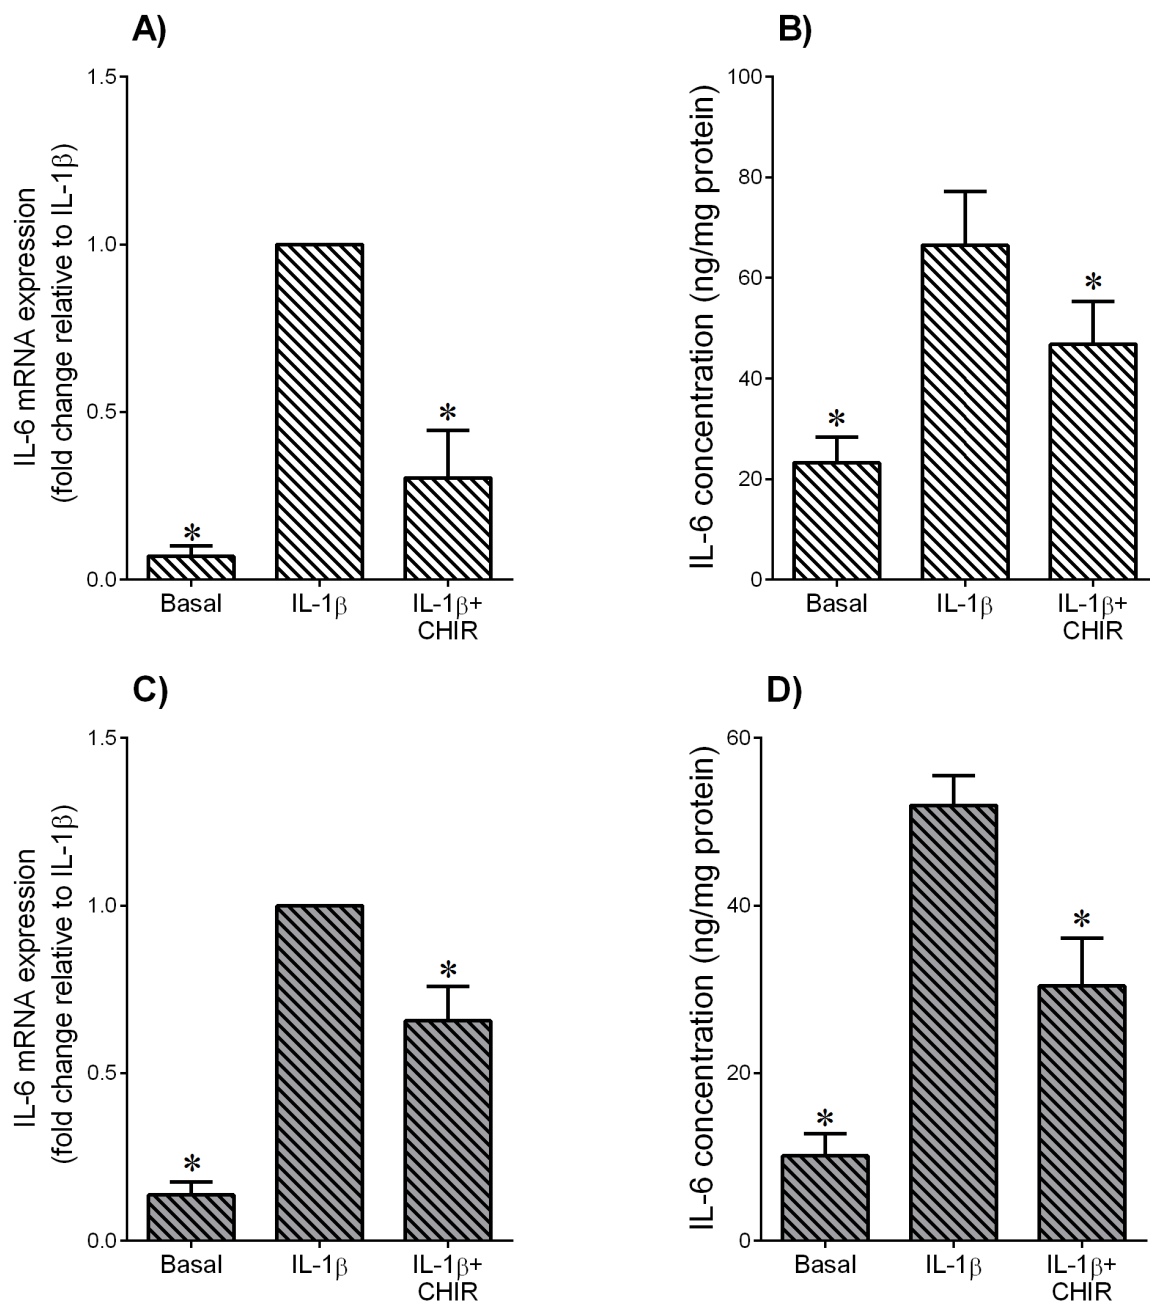 A)
IL-6 mRNA expression
(fold change relative to IL-1β)
1.5
1.0
0.5
0.0
*
*
Basal
IL-1β
IL-1β+
CHIR
B)
IL-6 concentration (ng/mg protein)
100
80
60
40
20
0
*
*
Basal
IL-1β
IL-1β+
CHIR
C)
IL-6 mRNA expression
(fold change relative to IL-1β)
1.5
1.0
0.5
0.0
*
*
Basal
IL-1β
IL-1β+
CHIR
D)
IL-6 concentration (ng/mg protein)
60
40
20
0
*
*
Basal
IL-1β
IL-1β+
CHIR